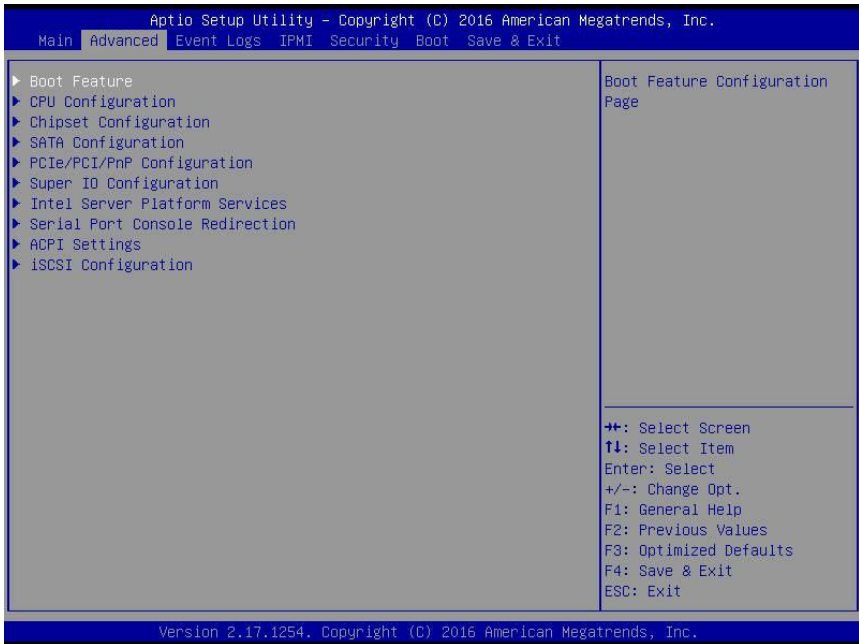 Aptio Setup Utility – Copyright (C) 2016 American Megatrends, Inc.
Main Advanced Event Logs IPMI Security Boot Save & Exit
▶ Boot Feature
▶ CPU Configuration
▶ Chipset Configuration
▶ SATA Configuration
▶ PCIe/PCI/PnP Configuration
▶ Super IO Configuration
▶ Intel Server Platform Services
▶ Serial Port Console Redirection
▶ ACPI Settings
▶ iSCSI Configuration
Boot Feature Configuration
Page
→←: Select Screen
↑↓: Select Item
Enter: Select
+/-: Change Opt.
F1: General Help
F2: Previous Values
F3: Optimized Defaults
F4: Save & Exit
ESC: Exit
Version 2.17.1254. Copyright (C) 2016 American Megatrends, Inc.